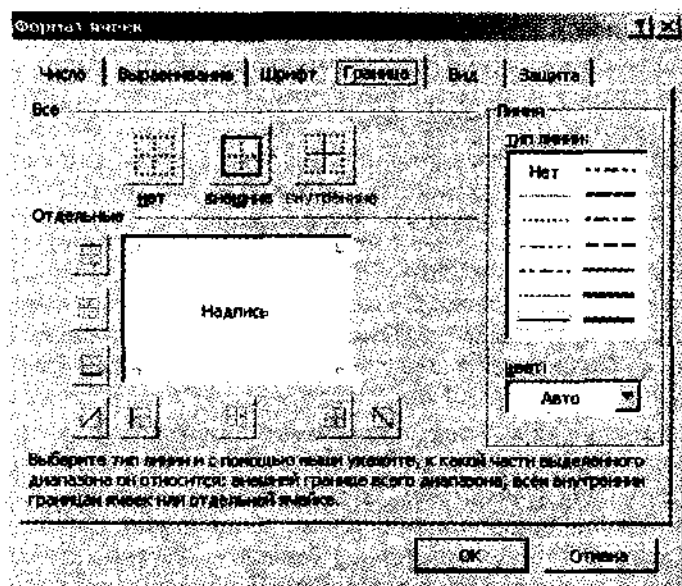 Формат ячеек
Число Выравнивание Шрифт Граница Вид Защита
Все
нет внешние внутренние
Отдельные
Надпись
Линия
тип линии:
Нет
цвет:
Авто
Выберите тип линии и с помощью мыши укажите, к какой части выделенного
диапазона он относится: внешней границе всего диапазона, всем внутренним
границам ячеек или отдельной ячейке.
ОК Отмена